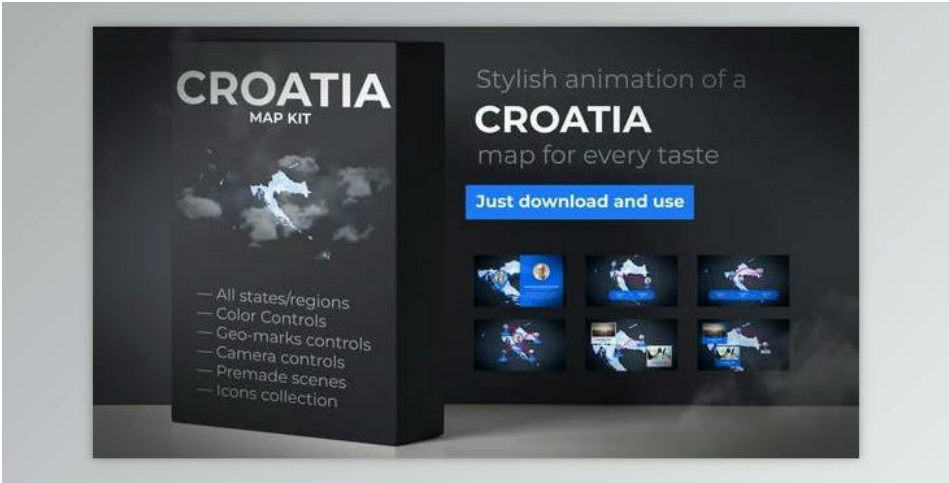 CROATIA
MAP KIT
— All states/regions
— Color Controls
— Geo-marks controls
— Camera controls
— Premade scenes
— Icons collection
Stylish animation of a
CROATIA
map for every taste
Just download and use